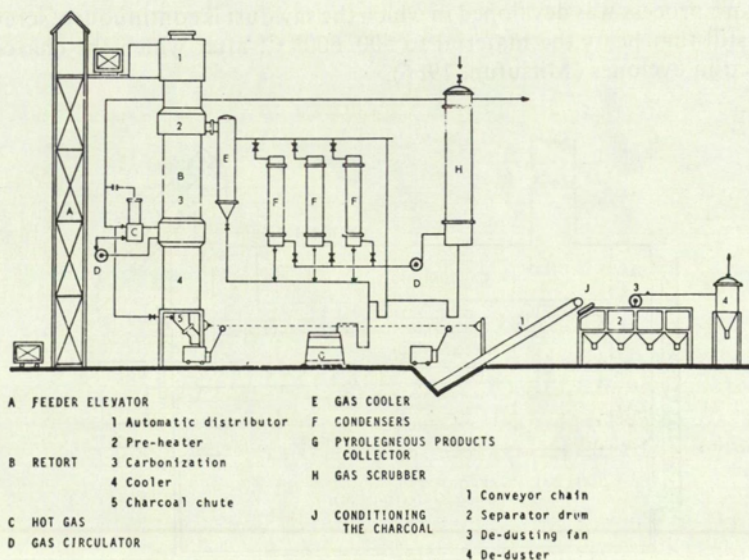 1
2
E
B
A
3
F
F
F
H
C
D
D
4
5
G
J
1
3
2
4
A FEEDER ELEVATOR
1 Automatic distributor
2 Pre-heater
B RETORT 3 Carbonization
4 Cooler
5 Charcoal chute
C HOT GAS
D GAS CIRCULATOR
E GAS COOLER
F CONDENSERS
G PYROLEGNEOUS PRODUCTS
COLLECTOR
H GAS SCRUBBER
1 Conveyor chain
J CONDITIONING 2 Separator drum
THE CHARCOAL 3 De-dusting fan
4 De-duster